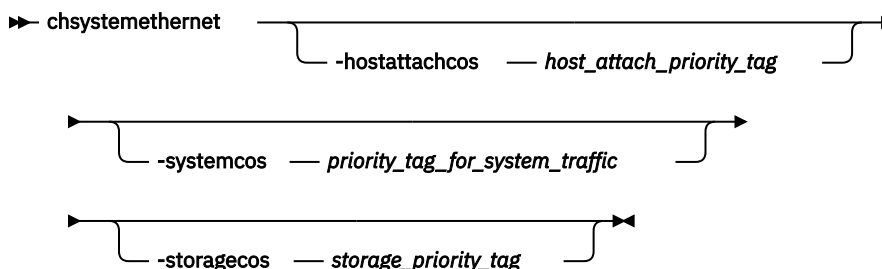 chsystemethernet
-hostattachcos host_attach_priority_tag
-systemcos priority_tag_for_system_traffic
-storagecos storage_priority_tag